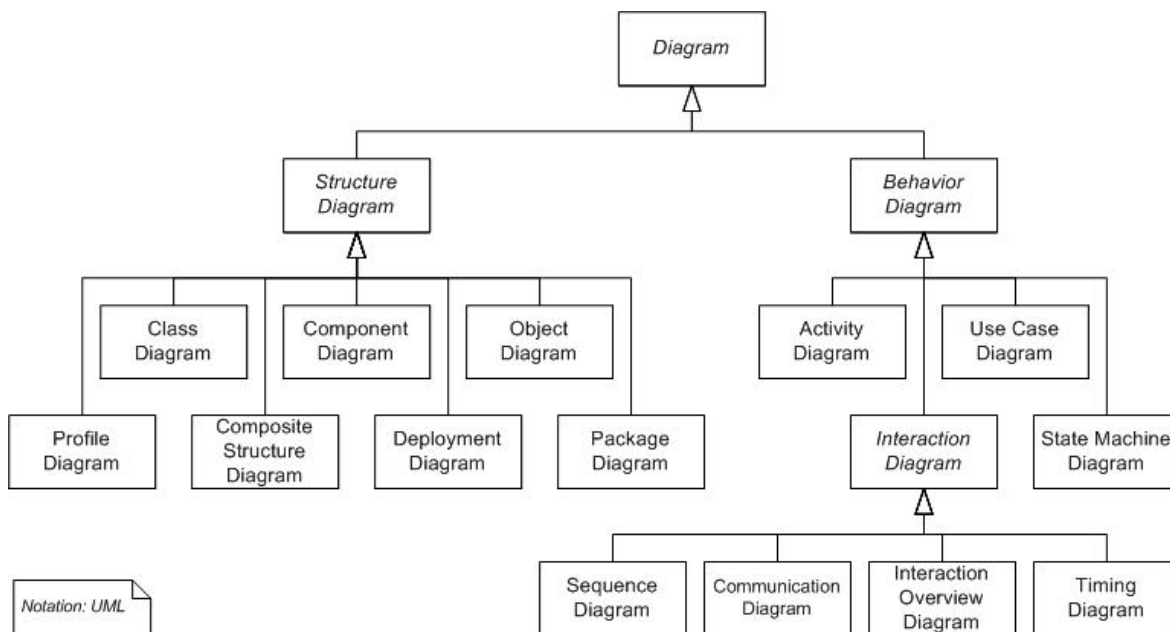 Diagram
Structure
Diagram
Behavior
Diagram
Class
Diagram
Component
Diagram
Object
Diagram
Activity
Diagram
Use Case
Diagram
Profile
Diagram
Composite
Structure
Diagram
Deployment
Diagram
Package
Diagram
Interaction
Diagram
State Machine
Diagram
Sequence
Diagram
Communication
Diagram
Interaction
Overview
Diagram
Timing
Diagram
Notation: UML